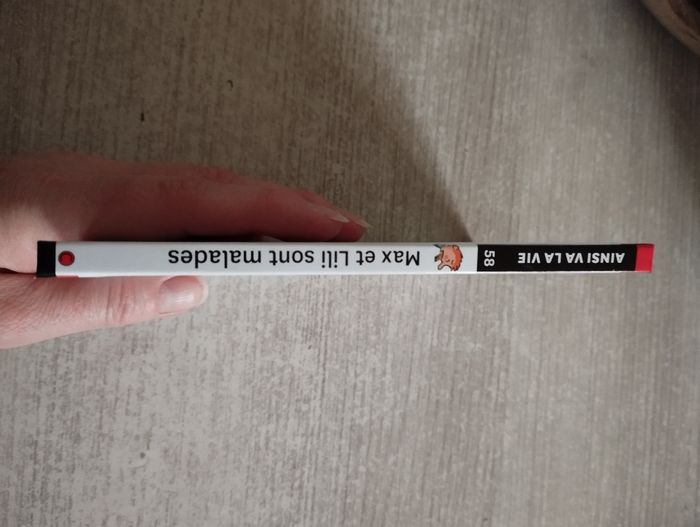 AINSI VA LA VIE
58
Max et Lili sont malades